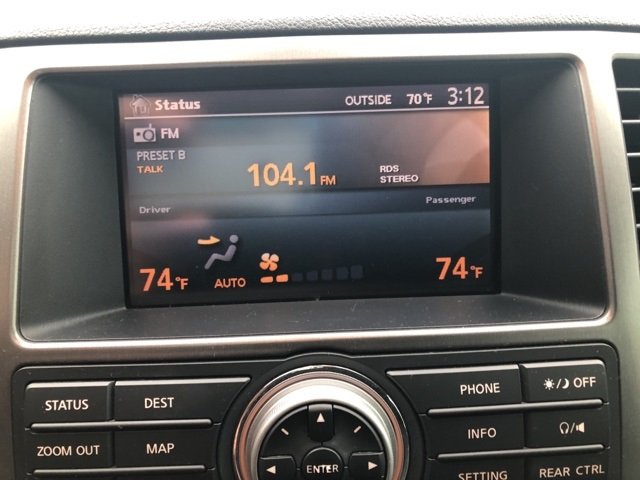 Status OUTSIDE 70°F 3:12
FM
PRESET B
TALK 104.1 FM RDS
STEREO
Driver Passenger
74°F AUTO 74°F
STATUS DEST PHONE OFF
ZOOM OUT MAP INFO
ENTER SETTING REAR CTRL